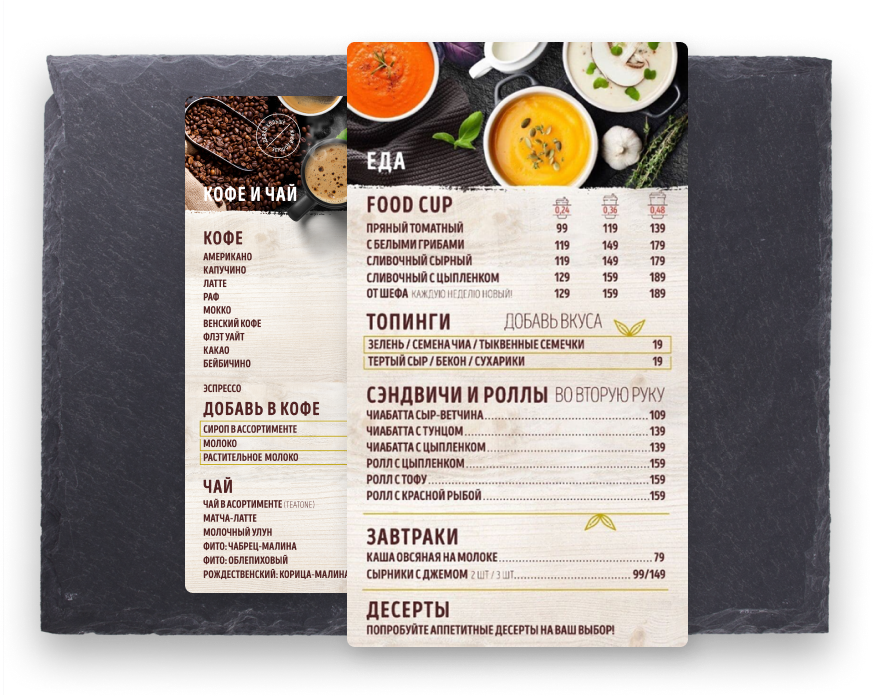 КОФЕ И ЧАЙ
КОФЕ
АМЕРИКАНО
КАПУЧИНО
ЛАТТЕ
РАФ
МОККО
ВЕНСКИЙ КОФЕ
ФЛЭТ УАЙТ
КАКАО
БЕЙБИЧИНО
ЭСПРЕССО
ДОБАВЬ В КОФЕ
СИРОП В АССОРТИМЕНТЕ
МОЛОКО
РАСТИТЕЛЬНОЕ МОЛОКО
ЧАЙ
ЧАЙ В АСОРТИМЕНТЕ (TEATONE)
МАТЧА-ЛАТТЕ
МОЛОЧНЫЙ УЛУН
ФИТО: ЧАБРЕЦ-МАЛИНА
ФИТО: ОБЛЕПИХОВЫЙ
РОЖДЕСТВЕНСКИЙ: КОРИЦА-МАЛИНА
ЕДА
FOOD CUP 0,24 0,36 0,48
ПРЯНЫЙ ТОМАТНЫЙ 99 119 139
С БЕЛЫМИ ГРИБАМИ 119 149 179
СЛИВОЧНЫЙ СЫРНЫЙ 119 149 179
СЛИВОЧНЫЙ С ЦЫПЛЕНКОМ 129 159 189
ОТ ШЕФА КАЖДУЮ НЕДЕЛЮ НОВЫЙ! 129 159 189
ТОПИНГИ ДОБАВЬ ВКУСА
ЗЕЛЕНЬ / СЕМЕНА ЧИА / ТЫКВЕННЫЕ СЕМЕЧКИ 19
ТЕРТЫЙ СЫР / БЕКОН / СУХАРИКИ 19
СЭНДВИЧИ И РОЛЛЫ ВО ВТОРУЮ РУКУ
ЧИАБАТТА СЫР-ВЕТЧИНА 109
ЧИАБАТТА С ТУНЦОМ 139
ЧИАБАТТА С ЦЫПЛЕНКОМ 139
РОЛЛ С ЦЫПЛЕНКОМ 159
РОЛЛ С ТОФУ 159
РОЛЛ С КРАСНОЙ РЫБОЙ 159
ЗАВТРАКИ
КАША ОВСЯНАЯ НА МОЛОКЕ 79
СЫРНИКИ С ДЖЕМОМ 2 ШТ / 3 ШТ 99/149
ДЕСЕРТЫ
ПОПРОБУЙТЕ АППЕТИТНЫЕ ДЕСЕРТЫ НА ВАШ ВЫБОР!